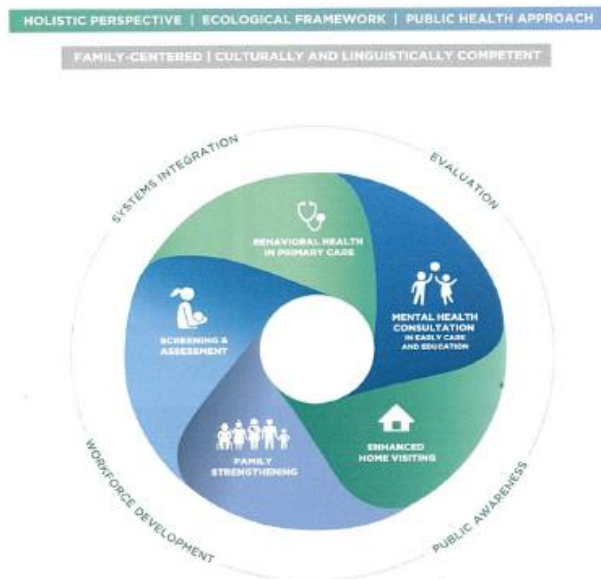 HOLISTIC PERSPECTIVE | ECOLOGICAL FRAMEWORK | PUBLIC HEALTH APPROACH
FAMILY-CENTERED | CULTURALLY AND LINGUISTICALLY COMPETENT
SYSTEMS INTEGRATION
EVALUATION
BEHAVIORAL HEALTH
IN PRIMARY CARE
MENTAL HEALTH
CONSULTATION
IN EARLY CARE
AND EDUCATION
SCREENING &
ASSESSMENT
ENHANCED
HOME VISITING
FAMILY
STRENGTHENING
WORKFORCE DEVELOPMENT
PUBLIC AWARENESS